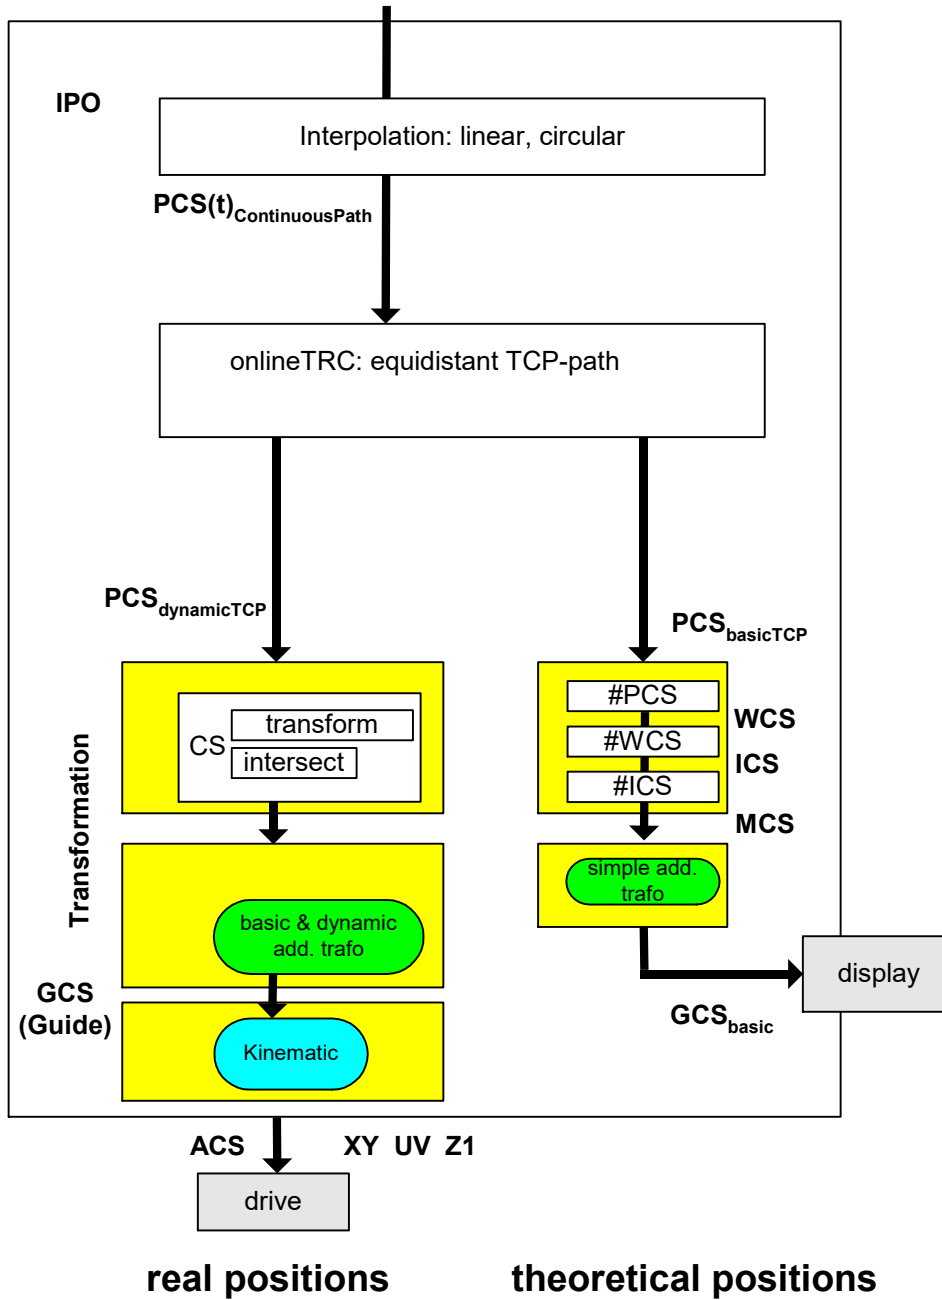 IPO
Interpolation: linear, circular
PCS(t)ContinuousPath
onlineTRC: equidistant TCP-path
PCSdynamicTCP
PCSbasicTCP
Transformation
CS
transform
intersect
#PCS
WCS
#WCS
ICS
#ICS
MCS
simple add.
trafo
basic & dynamic
add. trafo
display
GCS
(Guide)
GCSbasic
Kinematic
ACS
XY UV Z1
drive
real positions
theoretical positions